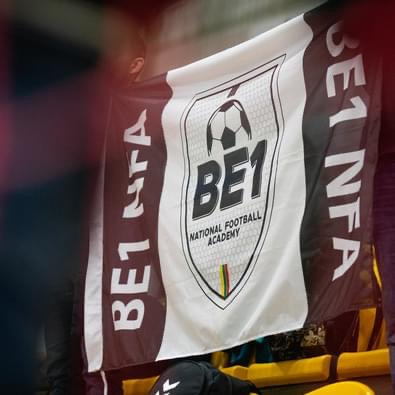 BE1 NFA
BE1
NATIONAL FOOTBALL
ACADEMY
BE1 NFA